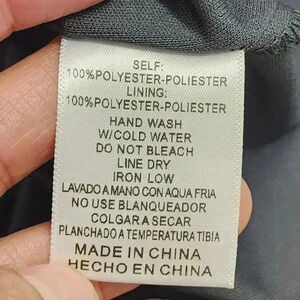 SELF:
100%POLYESTER-POLIESTER
LINING:
100%POLYESTER-POLIESTER
HAND WASH
W/COLD WATER
DO NOT BLEACH
LINE DRY
IRON LOW
LAVADO A MANO CON AQUA FRIA
NO USE BLANQUEADOR
COLGAR A SECAR
PLANCHADO A TEMPERATURA TIBIA
MADE IN CHINA
HECHO EN CHINA